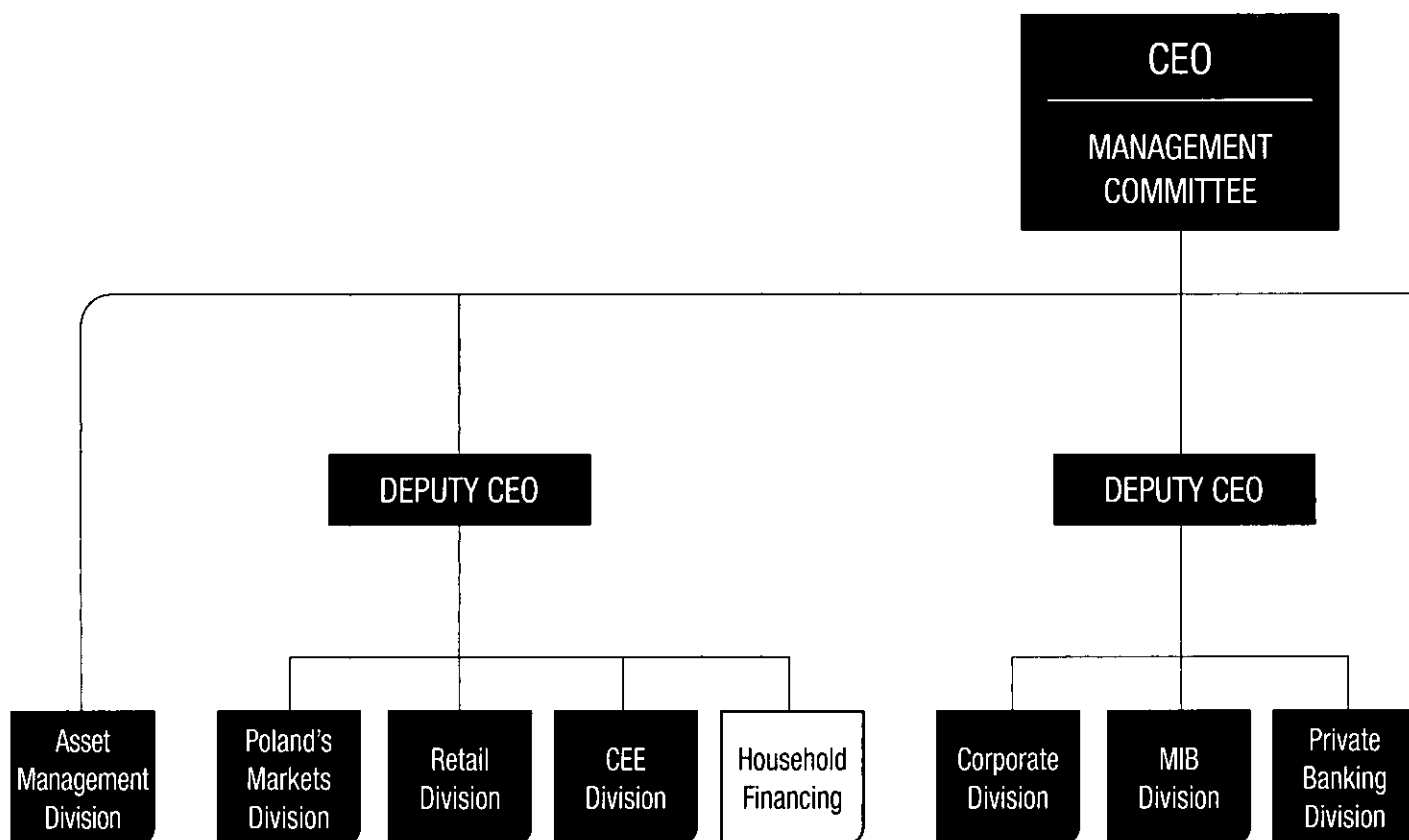 CEO
MANAGEMENT
COMMITTEE
DEPUTY CEO
DEPUTY CEO
Asset
Management
Division
Poland's
Markets
Division
Retail
Division
CEE
Division
Household
Financing
Corporate
Division
MIB
Division
Private
Banking
Division